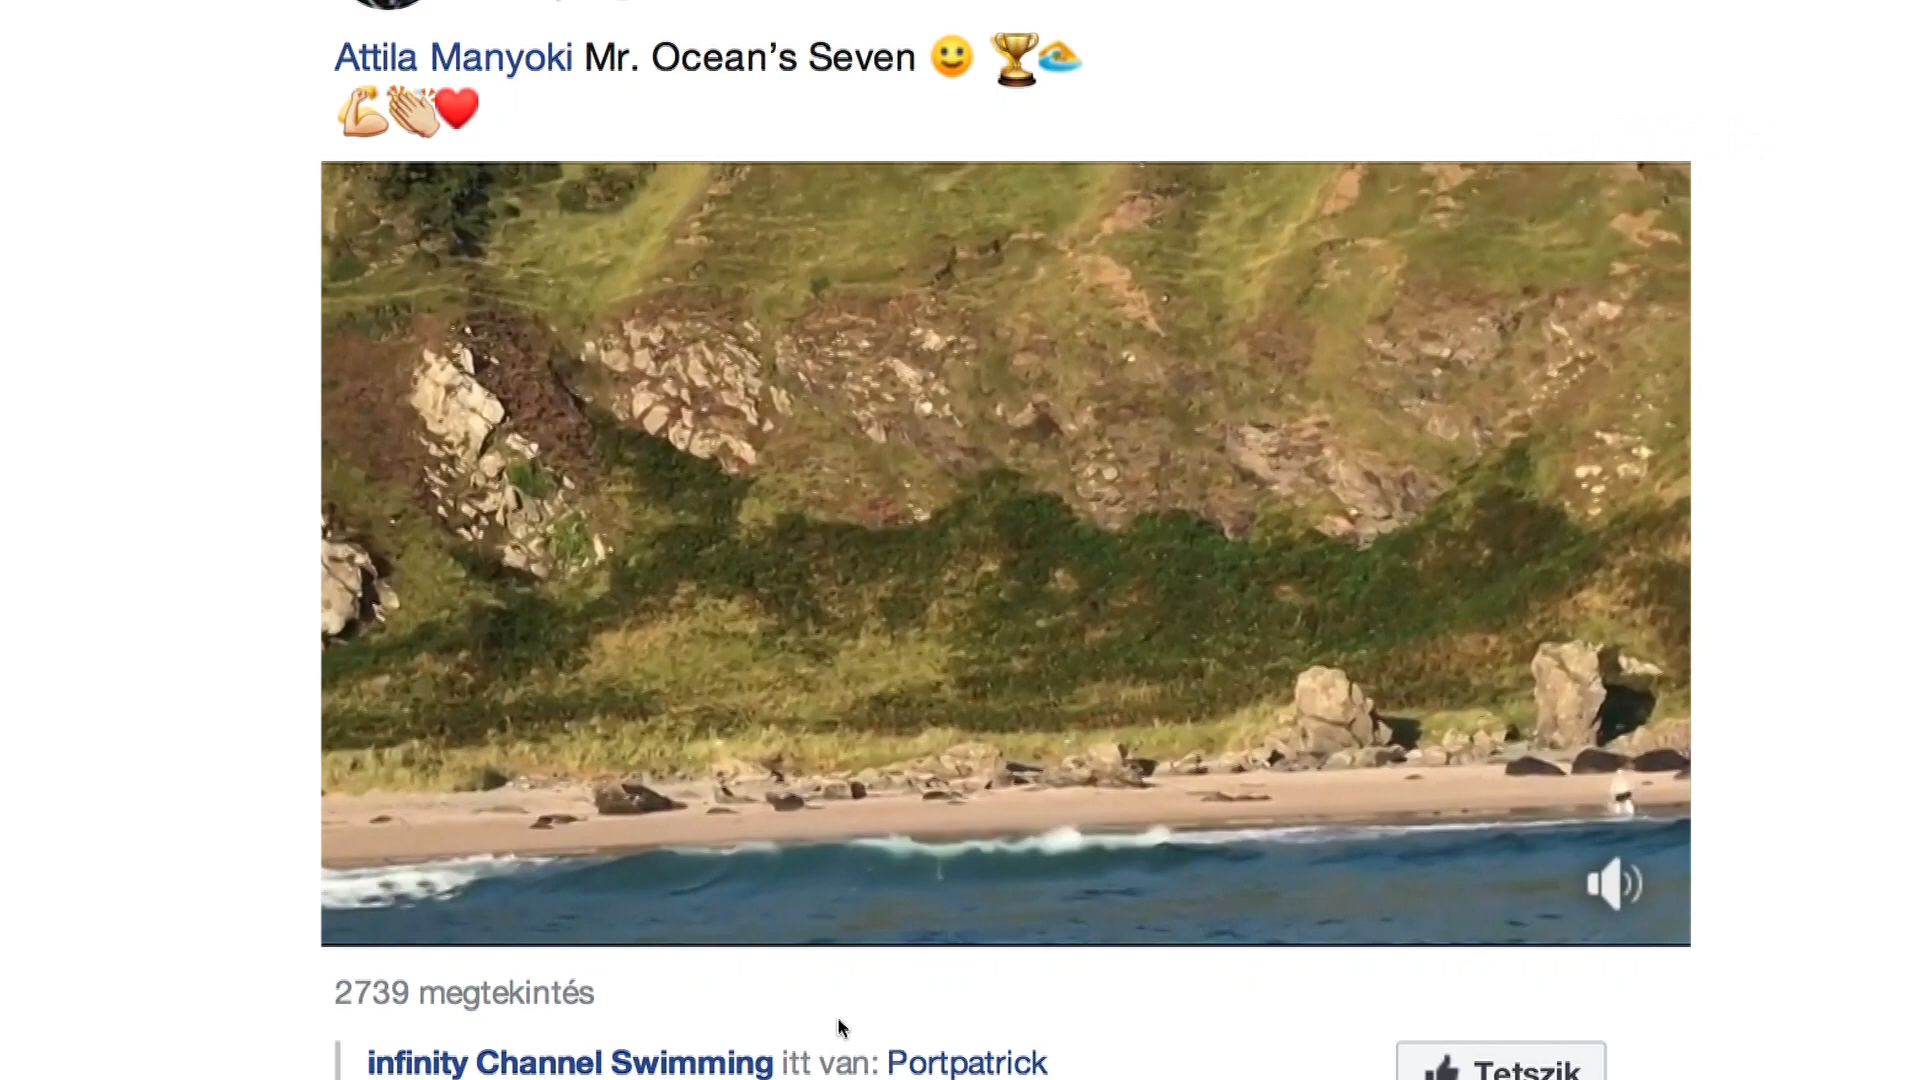 Attila Manyoki Mr. Ocean’s Seven 🙂 🏆🏊
💪👏❤️
2739 megtekintés
infinity Channel Swimming itt van: Portpatrick
Tetszik